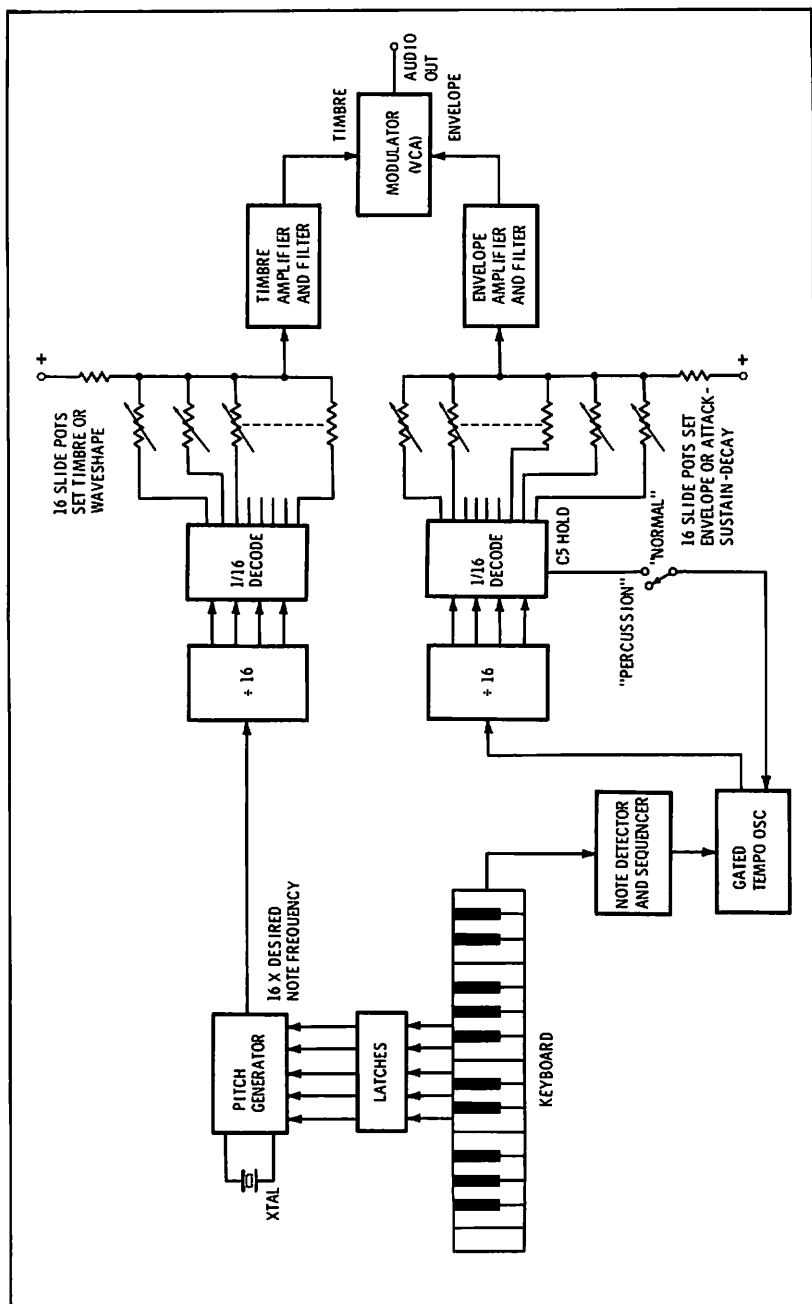 XTAL
PITCH
GENERATOR
16 X DESIRED
NOTE FREQUENCY
LATCHES
KEYBOARD
÷ 16
1/16
DECODE
16 SLIDE POTS
SET TIMBRE OR
WAVESHAPE
+
TIMBRE
AMPLIFIER
AND FILTER
TIMBRE
MODULATOR
(VCA)
AUDIO
OUT
ENVELOPE
ENVELOPE
AMPLIFIER
AND FILTER
NOTE DETECTOR
AND SEQUENCER
GATED
TEMPO OSC
÷ 16
1/16
DECODE
C5 HOLD
"PERCUSSION"
"NORMAL"
16 SLIDE POTS SET
ENVELOPE OR ATTACK-
SUSTAIN-DECAY
+